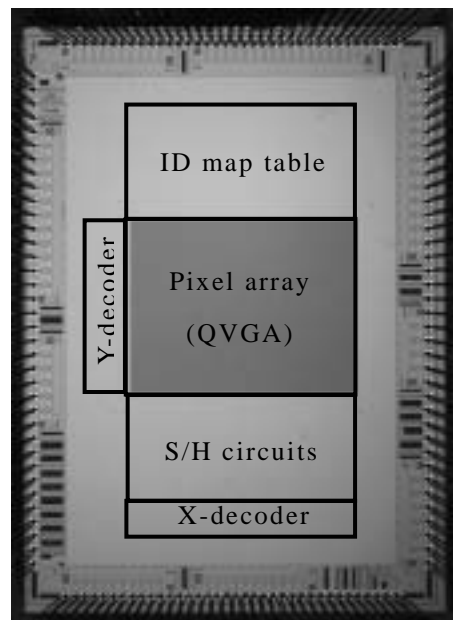 ID map table
Y-decoder
Pixel array
(QVGA)
S/H circuits
X-decoder